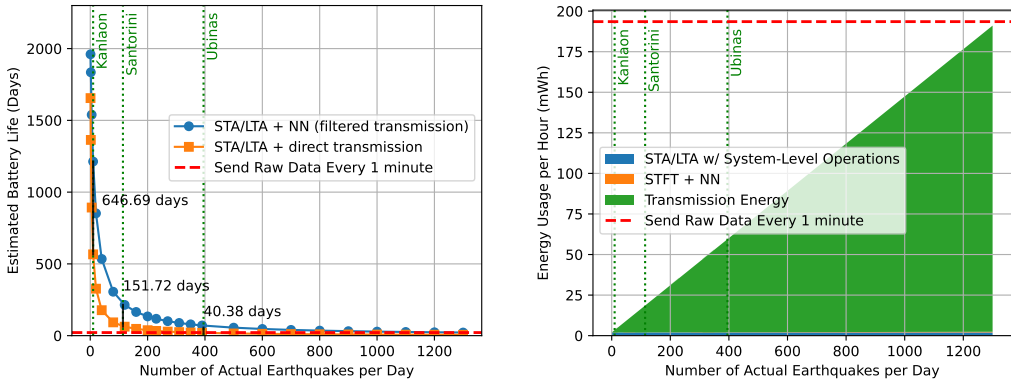 2000
1500
1000
500
0
Estimated Battery Life (Days)
Kanlaon
Santorini
Ubinas
STA/LTA + NN (filtered transmission)
STA/LTA + direct transmission
Send Raw Data Every 1 minute
646.69 days
151.72 days
40.38 days
0 200 400 600 800 1000 1200
Number of Actual Earthquakes per Day
200
175
150
125
100
75
50
25
0
Energy Usage per Hour (mWh)
Kanlaon
Santorini
Ubinas
STA/LTA w/ System-Level Operations
STFT + NN
Transmission Energy
Send Raw Data Every 1 minute
0 200 400 600 800 1000 1200
Number of Actual Earthquakes per Day